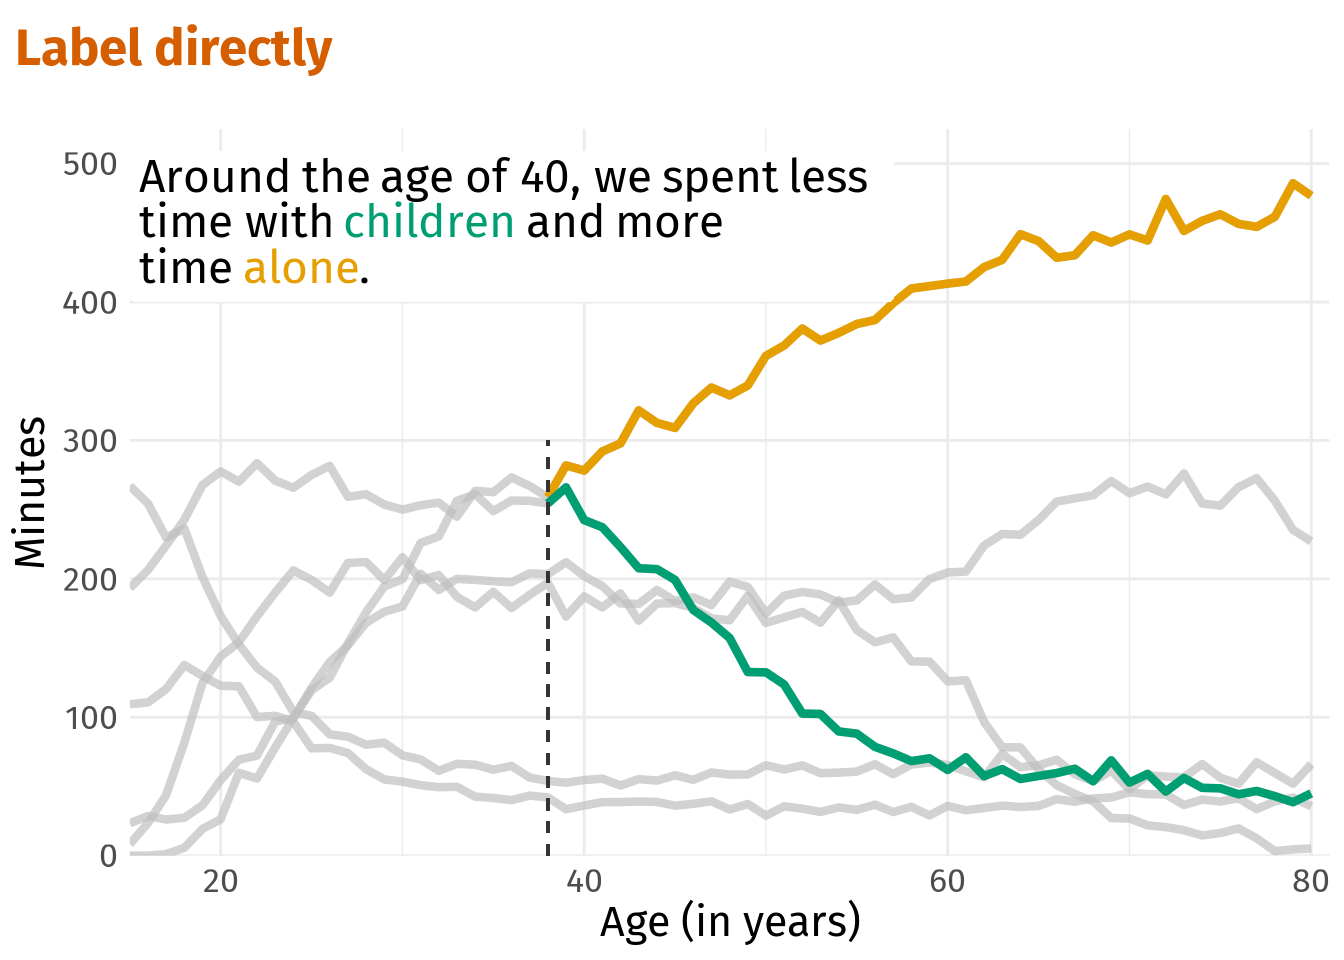 Label directly
Around the age of 40, we spent less
time with children and more
time alone.
500
400
300
200
100
0
Minutes
20
40
60
80
Age (in years)